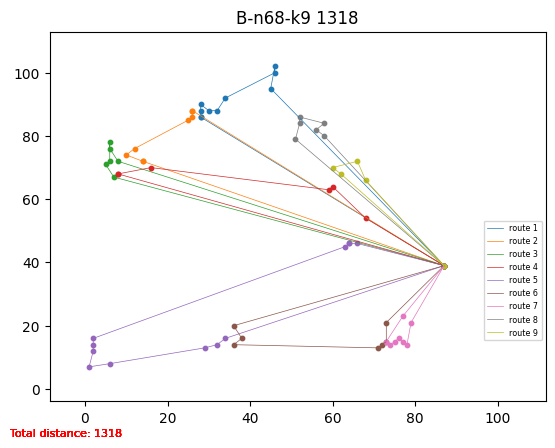 B-n68-k9 1318
100
80
60
40
20
0
0 20 40 60 80 100
route 1
route 2
route 3
route 4
route 5
route 6
route 7
route 8
route 9
Total distance: 1318